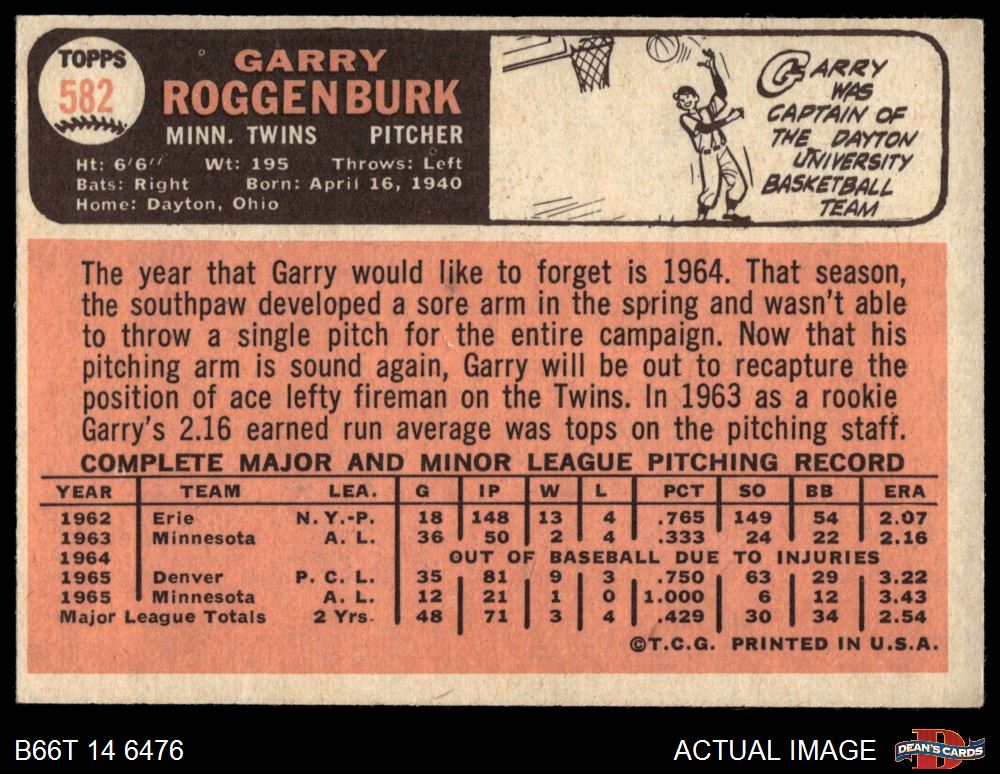 TOPPS
582
GARRY
ROGGENBURK
MINN. TWINS PITCHER
Ht: 6'6" Wt: 195 Throws: Left
Bats: Right Born: April 16, 1940
Home: Dayton, Ohio
GARRY
WAS
CAPTAIN OF
THE DAYTON
UNIVERSITY
BASKETBALL
TEAM
The year that Garry would like to forget is 1964. That season,
the southpaw developed a sore arm in the spring and wasn't able
to throw a single pitch for the entire campaign. Now that his
pitching arm is sound again, Garry will be out to recapture the
position of ace lefty fireman on the Twins. In 1963 as a rookie
Garry's 2.16 earned run average was tops on the pitching staff.
COMPLETE MAJOR AND MINOR LEAGUE PITCHING RECORD
YEAR TEAM LEA. G IP W L PCT SO BB ERA
1962 Erie N.Y.-P. 18 148 13 4 .765 149 54 2.07
1963 Minnesota A. L. 36 50 2 4 .333 24 22 2.16
1964 OUT OF BASEBALL DUE TO INJURIES
1965 Denver P. C. L. 35 81 9 3 .750 63 29 3.22
1965 Minnesota A. L. 12 21 1 0 1.000 6 12 3.43
Major League Totals 2 Yrs. 48 71 3 4 .429 30 34 2.54
©T.C.G. PRINTED IN U.S.A.
B66T 14 6476
ACTUAL IMAGE
D
DEAN'S CARDS